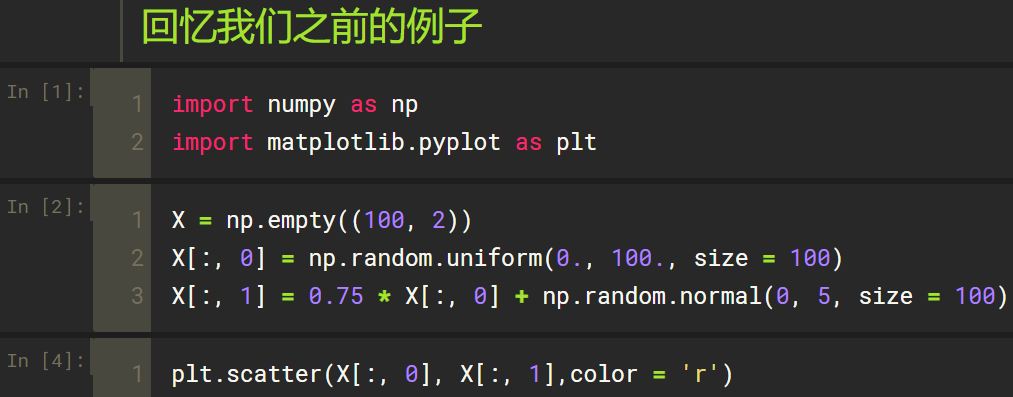 回忆我们之前的例子
In [1]:
1 import numpy as np
2 import matplotlib.pyplot as plt
In [2]:
1 X = np.empty((100, 2))
2 X[:, 0] = np.random.uniform(0., 100., size = 100)
3 X[:, 1] = 0.75 * X[:, 0] + np.random.normal(0, 5, size = 100)
In [4]:
1 plt.scatter(X[:, 0], X[:, 1],color = 'r')